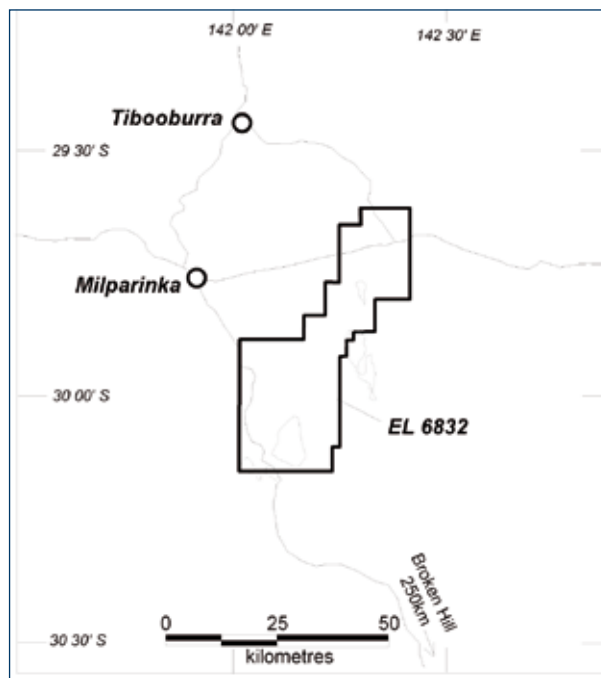 142 00' E
142 30' E
Tibooburra
29 30' S
Milparinka
30 00' S
EL 6832
Broken Hill
250km
0 25 50
30 30' S
kilometres